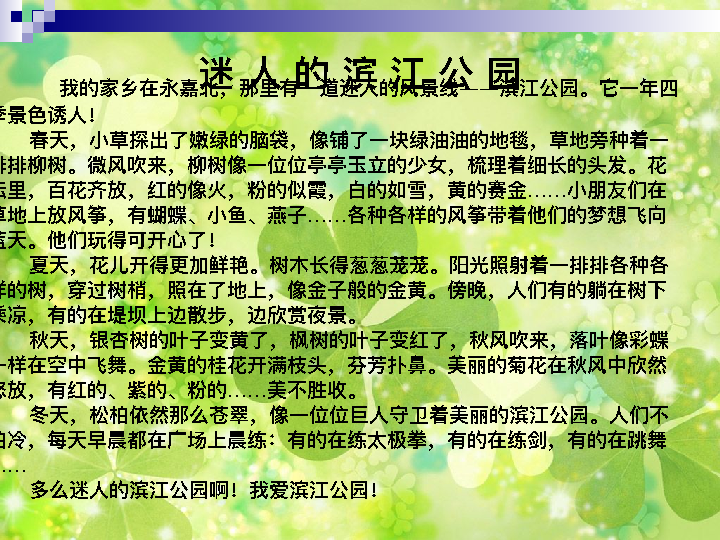 迷人的滨江公园
我的家乡在永嘉北，那里有一道迷人的风景线——滨江公园。它一年四
季景色诱人！
春天，小草探出了嫩绿的脑袋，像铺了一块绿油油的地毯，草地旁种着一
排排柳树。微风吹来，柳树像一位位亭亭玉立的少女，梳理着细长的头发。花
坛里，百花齐放，红的像火，粉的似霞，白的如雪，黄的赛金……小朋友们在
草地上放风筝，有蝴蝶、小鱼、燕子……各种各样的风筝带着他们的梦想飞向
蓝天。他们玩得可开心了！
夏天，花儿开得更加鲜艳。树木长得葱葱茏茏。阳光照射着一排排各种各
样的树，穿过树梢，照在了地上，像金子般的金黄。傍晚，人们有的躺在树下
乘凉，有的在堤坝上边散步，边欣赏夜景。
秋天，银杏树的叶子变黄了，枫树的叶子变红了，秋风吹来，落叶像彩蝶
一样在空中飞舞。金黄的桂花开满枝头，芬芳扑鼻。美丽的菊花在秋风中欣然
怒放，有红的、紫的、粉的……美不胜收。
冬天，松柏依然那么苍翠，像一位位巨人守卫着美丽的滨江公园。人们不
怕冷，每天早晨都在广场上晨练：有的在练太极拳，有的在练剑，有的在跳舞
……
多么迷人的滨江公园啊！我爱滨江公园！